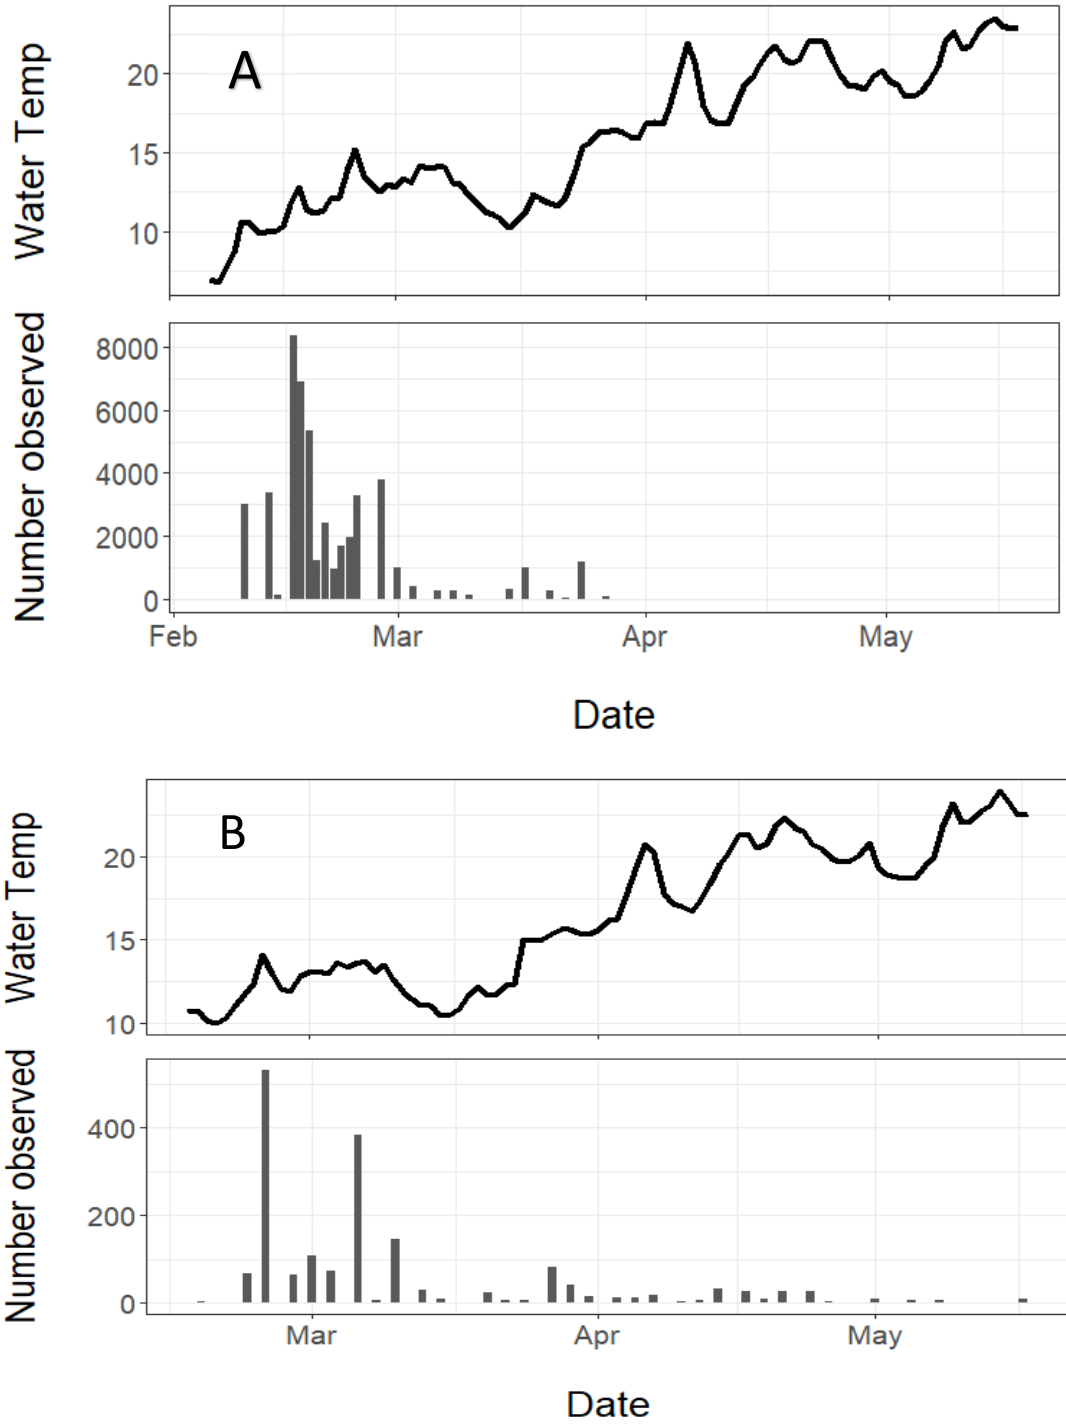 A
Water Temp
20
15
10
Number observed
8000
6000
4000
2000
0
Feb Mar Apr May
Date
B
Water Temp
20
15
10
Number observed
400
200
0
Mar Apr May
Date